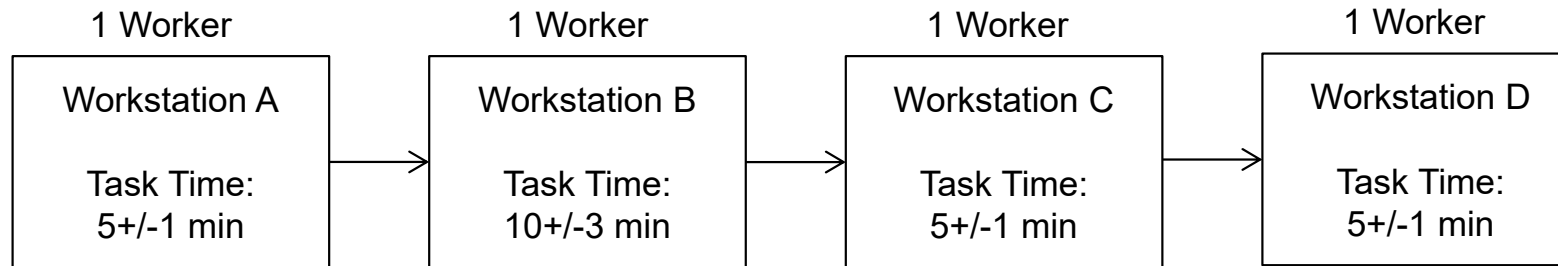 1 Worker
Workstation A
Task Time:
5+/-1 min
1 Worker
Workstation B
Task Time:
10+/-3 min
1 Worker
Workstation C
Task Time:
5+/-1 min
1 Worker
Workstation D
Task Time:
5+/-1 min